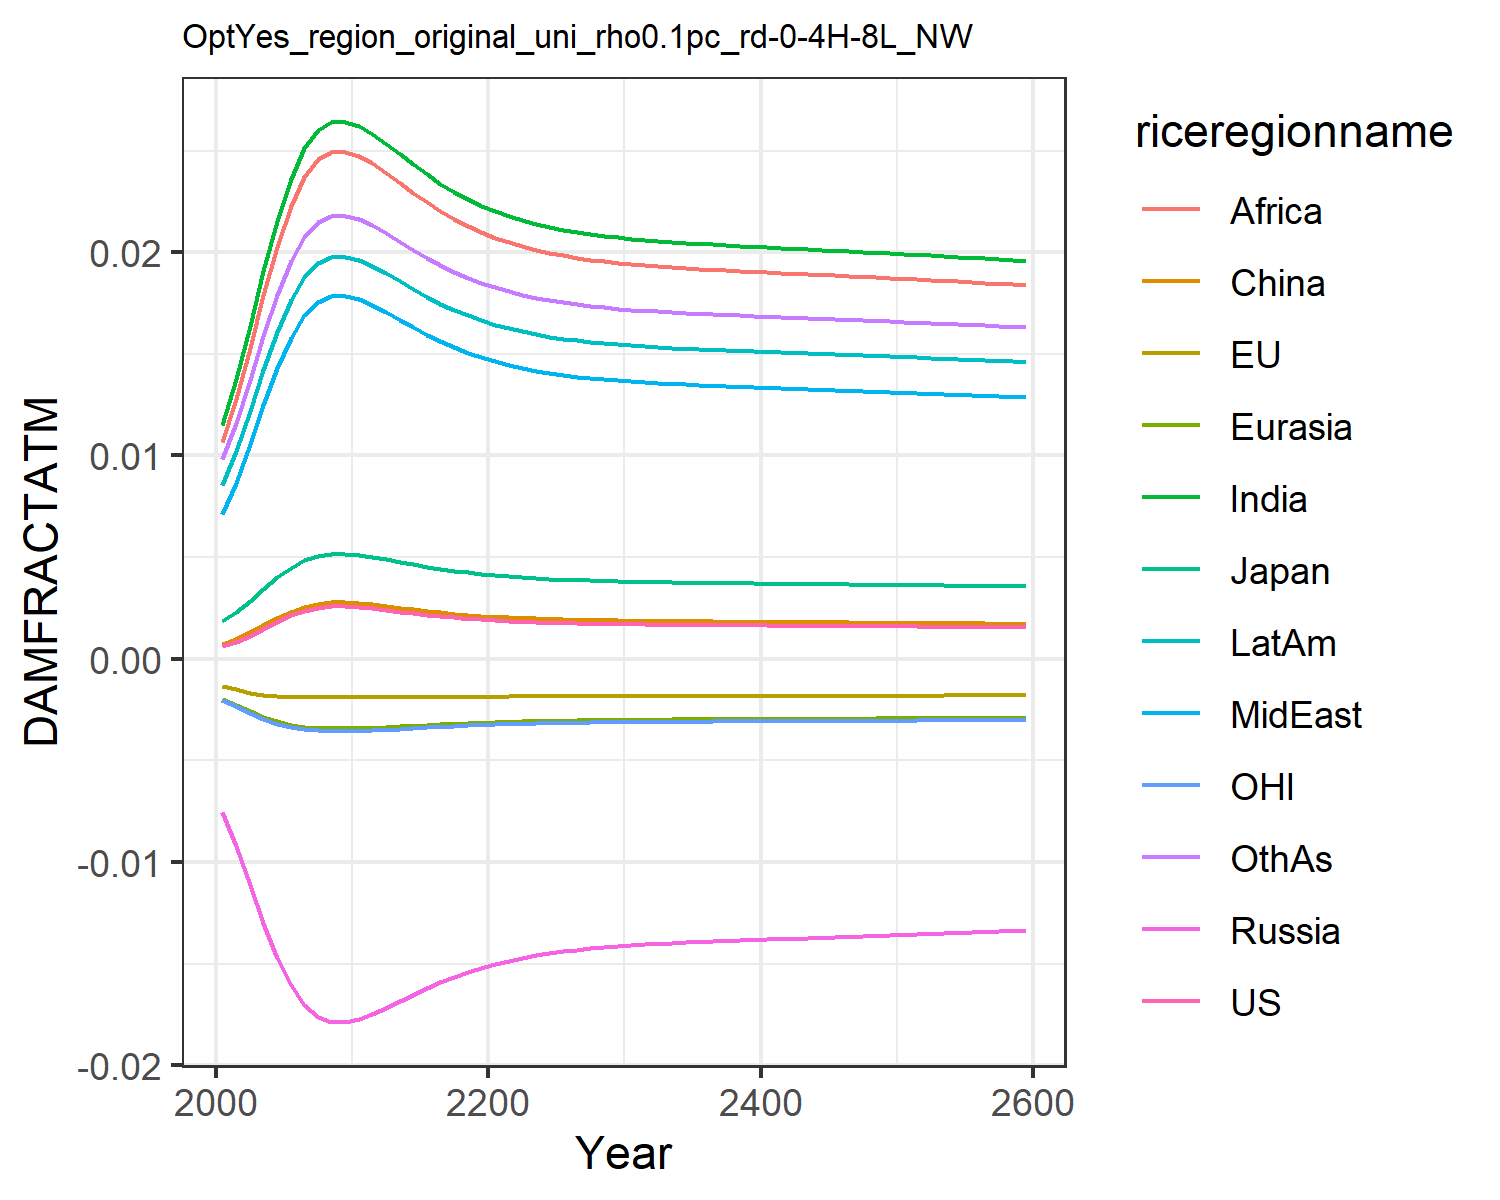 OptYes_region_original_uni_rho0.1pc_rd-0-4H-8L_NW
DAMFRACTATM
0.02
0.01
0.00
-0.01
-0.02
2000
2200
2400
2600
Year
riceregionname
Africa
China
EU
Eurasia
India
Japan
LatAm
MidEast
OHI
OthAs
Russia
US